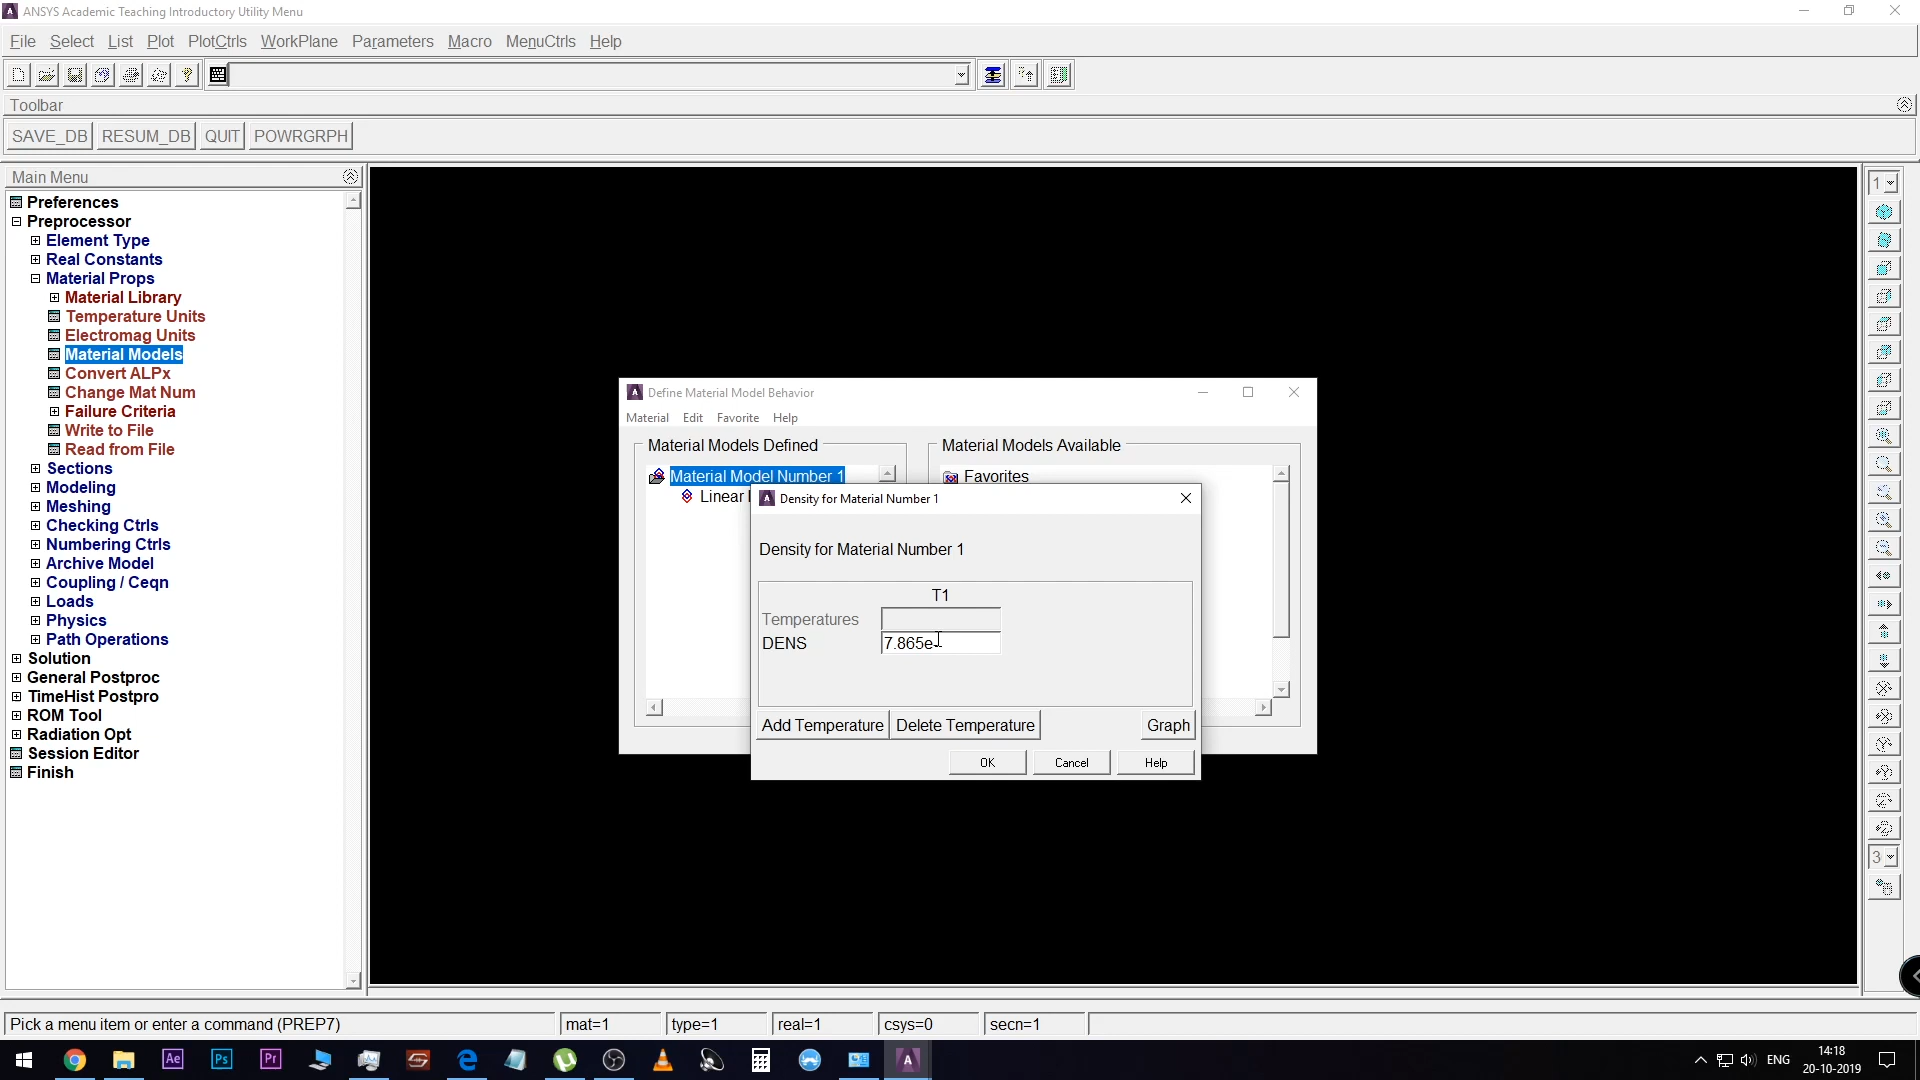 ANSYS Academic Teaching Introductory Utility Menu
File Select List Plot PlotCtrls WorkPlane Parameters Macro MenuCtrls Help
Toolbar
SAVE_DB RESUM_DB QUIT POWRGRPH
Main Menu
Preferences
Preprocessor
Element Type
Real Constants
Material Props
Material Library
Temperature Units
Electromag Units
Material Models
Convert ALPx
Change Mat Num
Failure Criteria
Write to File
Read from File
Sections
Modeling
Meshing
Checking Ctrls
Numbering Ctrls
Archive Model
Coupling / Ceqn
Loads
Physics
Path Operations
Solution
General Postproc
TimeHist Postpro
ROM Tool
Radiation Opt
Session Editor
Finish
Define Material Model Behavior
Material Edit Favorite Help
Material Models Defined
Material Models Available
Material Model Number 1
Linear
Favorites
Density for Material Number 1
Density for Material Number 1
T1
Temperatures
DENS 7.865e-
Add Temperature Delete Temperature Graph
OK Cancel Help
1
3
Pick a menu item or enter a command (PREP7) mat=1 type=1 real=1 csys=0 secn=1
Ae Ps Pr
ENG
14:18
20-10-2019